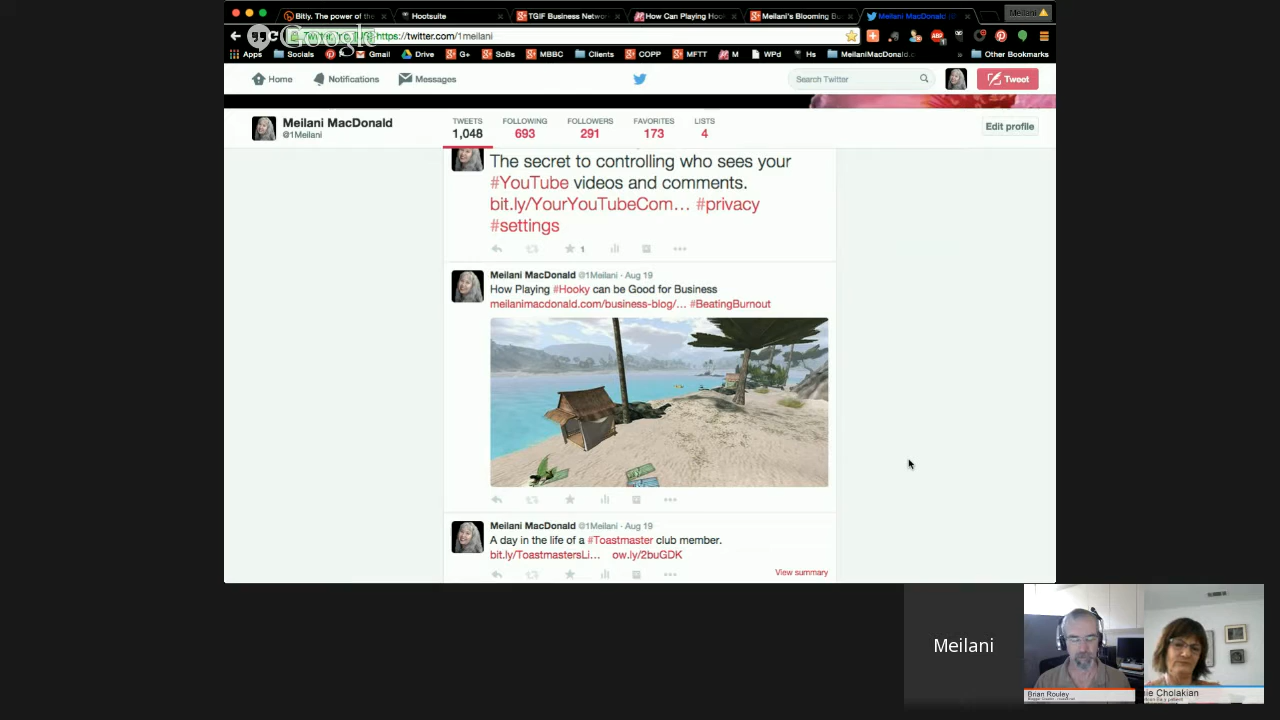 Bitly. The power of the
Hootsuite
TGIF Business Netwo
How Can Playing Hoo
Meilani's Blooming Bu
Meilani MacDonald
Meilani
Google
https://twitter.com/1meilani
Apps
Socials
Gmail
Drive
G+
SoBs
MBBC
Clients
COPP
MFTT
M
WPd
Hs
MeilaniMacDonald.c
»
Other Bookmarks
Home
Notifications
Messages
Search Twitter
Tweet
Meilani MacDonald
@1Meilani
TWEETS
1,048
FOLLOWING
693
FOLLOWERS
291
FAVORITES
173
LISTS
4
Edit profile
The secret to controlling who sees your
#YouTube videos and comments.
bit.ly/YourYouTubeCom… #privacy
#settings
1
Meilani MacDonald @1Meilani · Aug 19
How Playing #Hooky can be Good for Business
meilanimacdonald.com/business-blog/… #BeatingBurnout
Meilani MacDonald @1Meilani · Aug 19
A day in the life of a #Toastmaster club member.
bit.ly/ToastmastersLi… ow.ly/2buGDK
View summary
Meilani
Brian Rouley
ie Cholakian